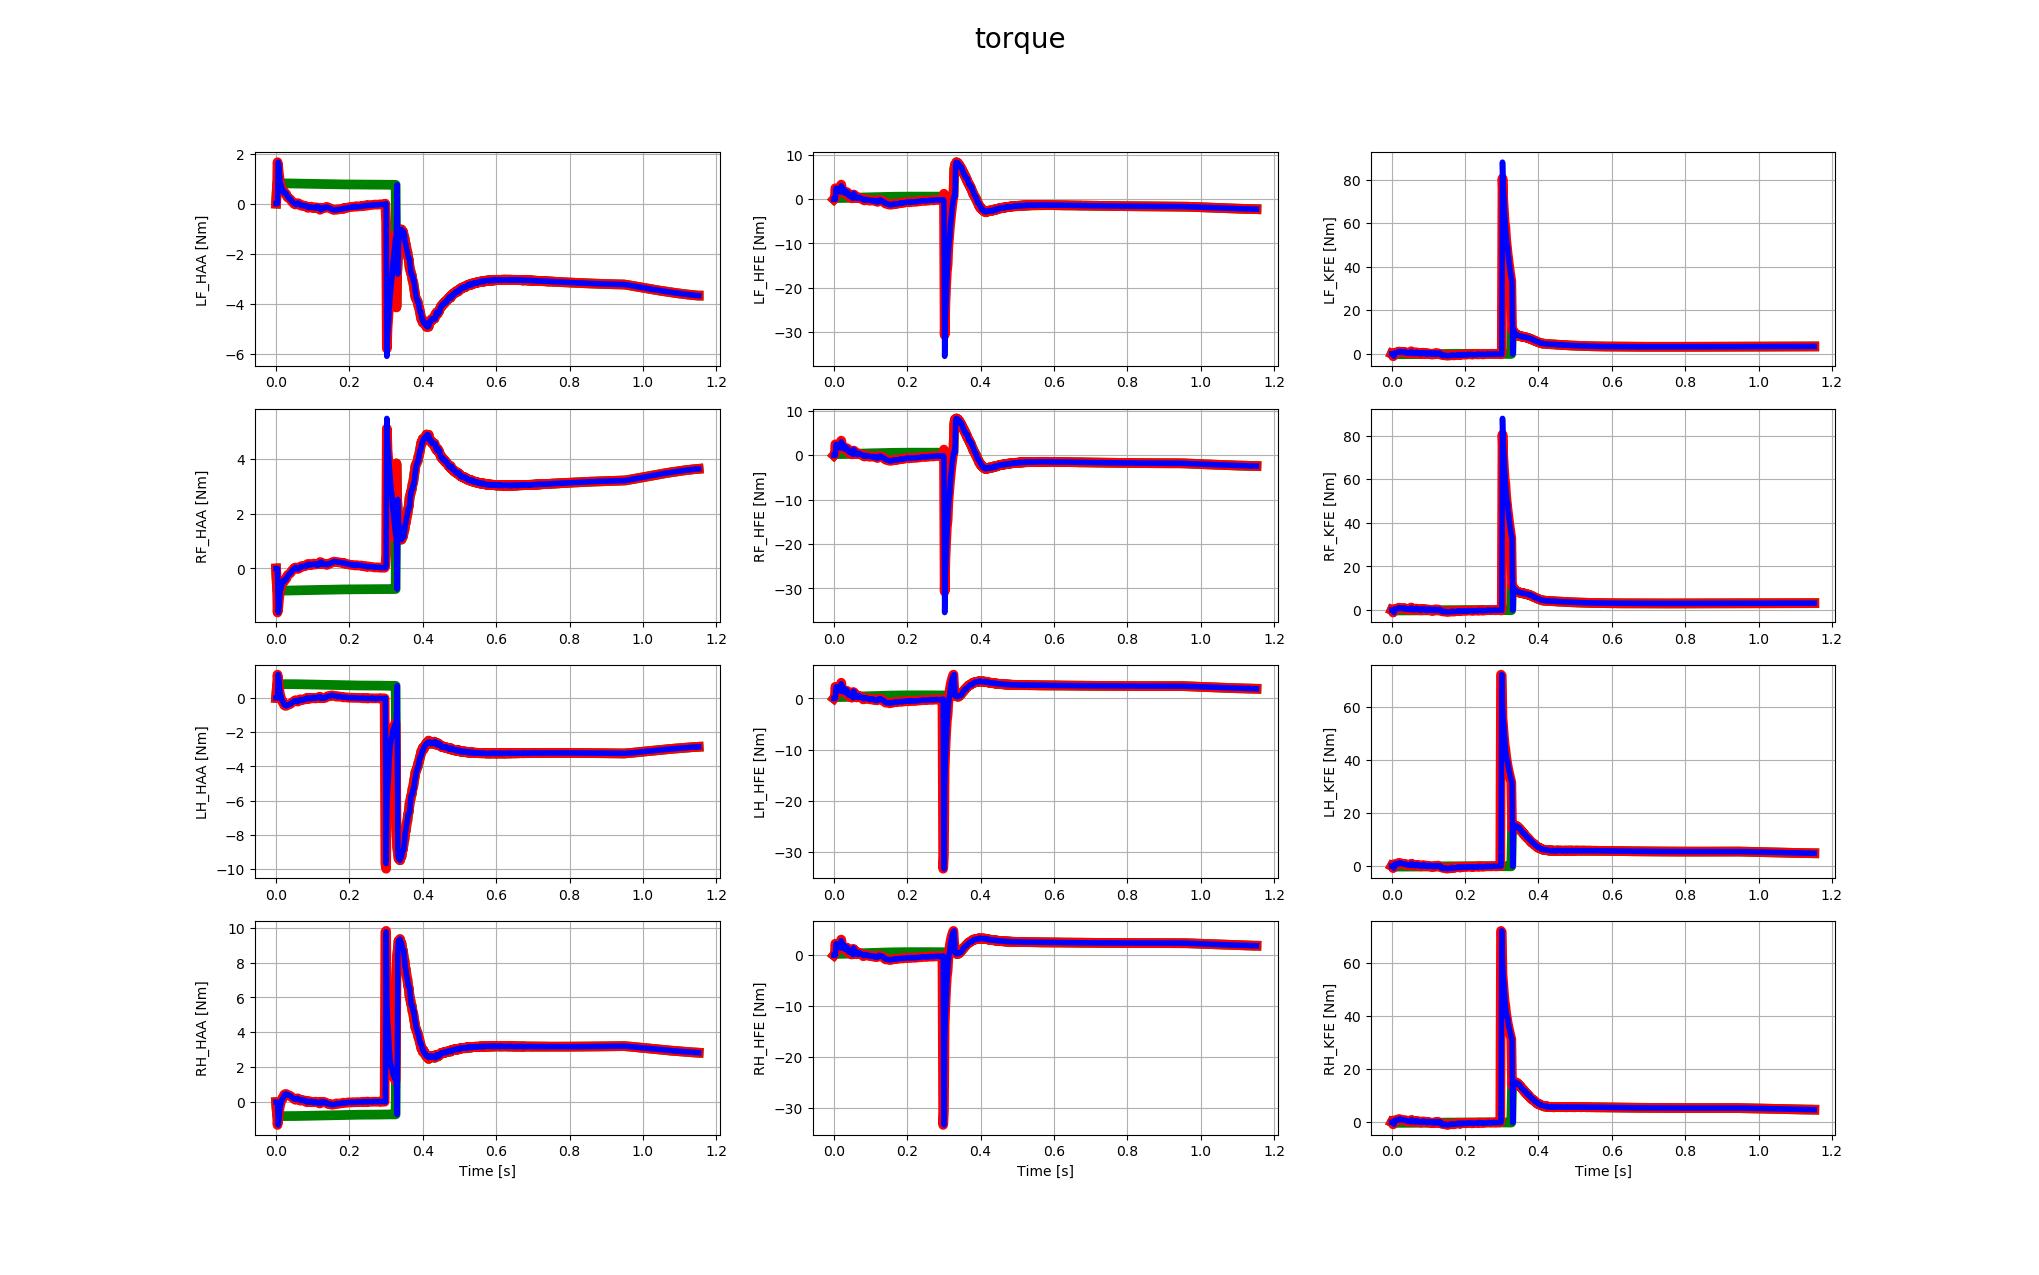 torque
LF_HAA [Nm]
2
0
−2
−4
−6
0.0 0.2 0.4 0.6 0.8 1.0 1.2
LF_HFE [Nm]
10
0
−10
−20
−30
0.0 0.2 0.4 0.6 0.8 1.0 1.2
LF_KFE [Nm]
80
60
40
20
0
0.0 0.2 0.4 0.6 0.8 1.0 1.2
RF_HAA [Nm]
4
2
0
0.0 0.2 0.4 0.6 0.8 1.0 1.2
RF_HFE [Nm]
10
0
−10
−20
−30
0.0 0.2 0.4 0.6 0.8 1.0 1.2
RF_KFE [Nm]
80
60
40
20
0
0.0 0.2 0.4 0.6 0.8 1.0 1.2
LH_HAA [Nm]
0
−2
−4
−6
−8
−10
0.0 0.2 0.4 0.6 0.8 1.0 1.2
LH_HFE [Nm]
0
−10
−20
−30
0.0 0.2 0.4 0.6 0.8 1.0 1.2
LH_KFE [Nm]
60
40
20
0
0.0 0.2 0.4 0.6 0.8 1.0 1.2
RH_HAA [Nm]
10
8
6
4
2
0
0.0 0.2 0.4 0.6 0.8 1.0 1.2
Time [s]
RH_HFE [Nm]
0
−10
−20
−30
0.0 0.2 0.4 0.6 0.8 1.0 1.2
Time [s]
RH_KFE [Nm]
60
40
20
0
0.0 0.2 0.4 0.6 0.8 1.0 1.2
Time [s]